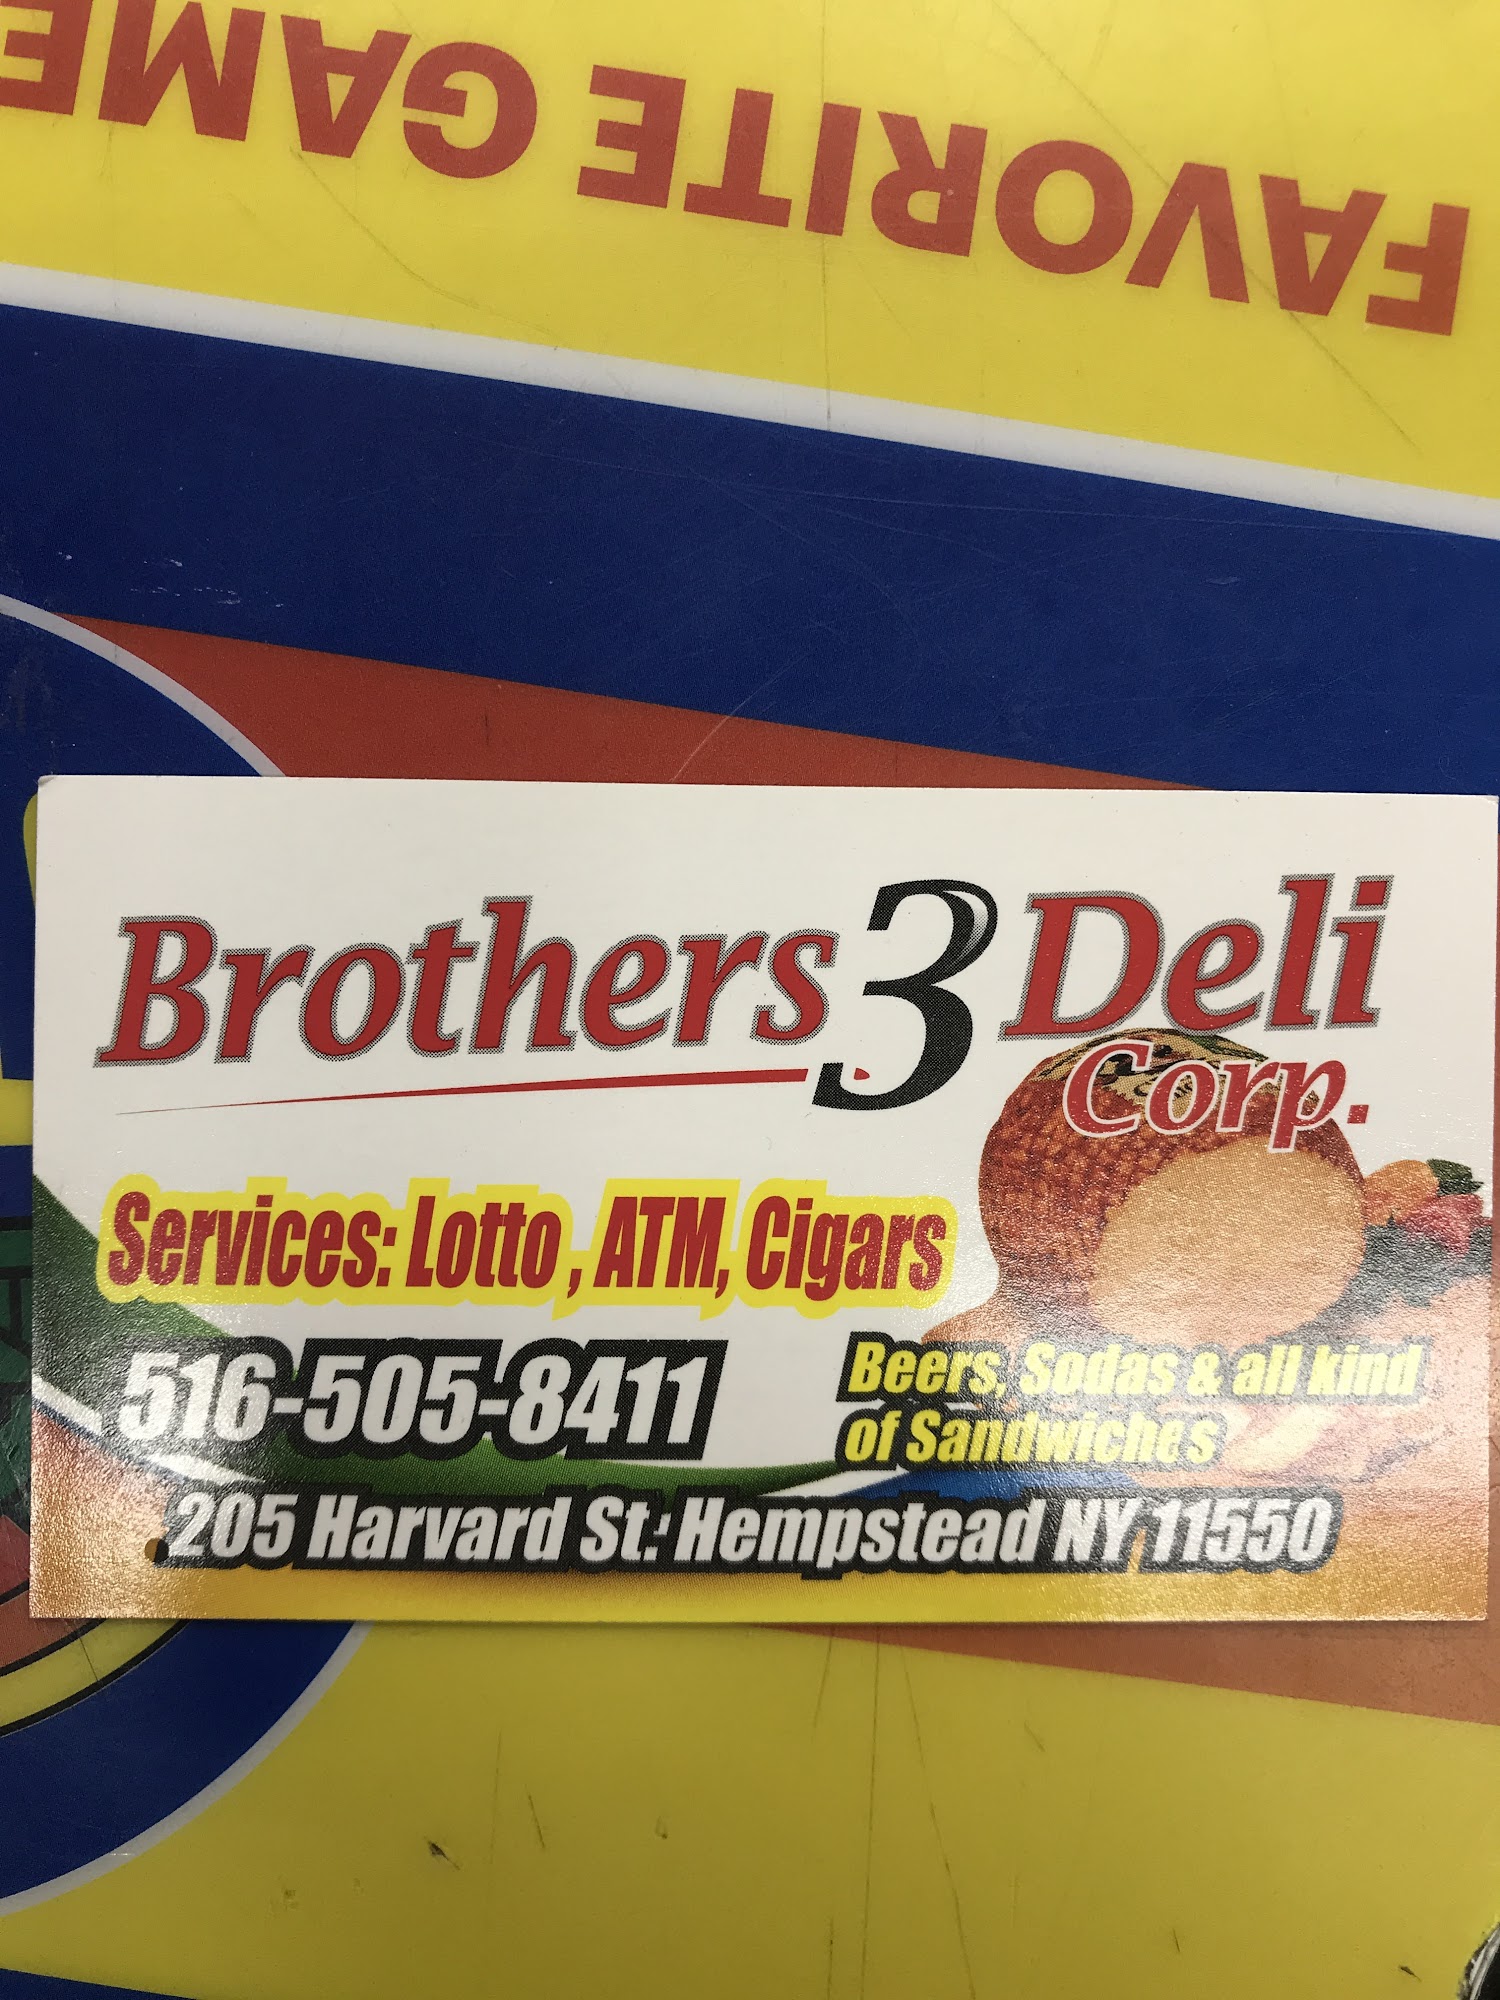 FAVORITE GAME
Brothers 3 Deli
Corp.
Services: Lotto, ATM, Cigars
516-505-8411
Beers, Sodas & all kind
of Sandwiches
205 Harvard St.: Hempstead NY 11550